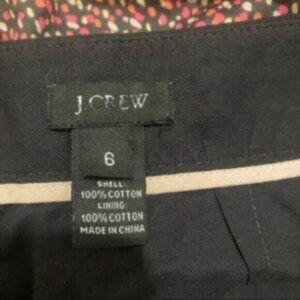 J.CREW
6
SHELL:
100% COTTON
LINING:
100% COTTON
MADE IN CHINA